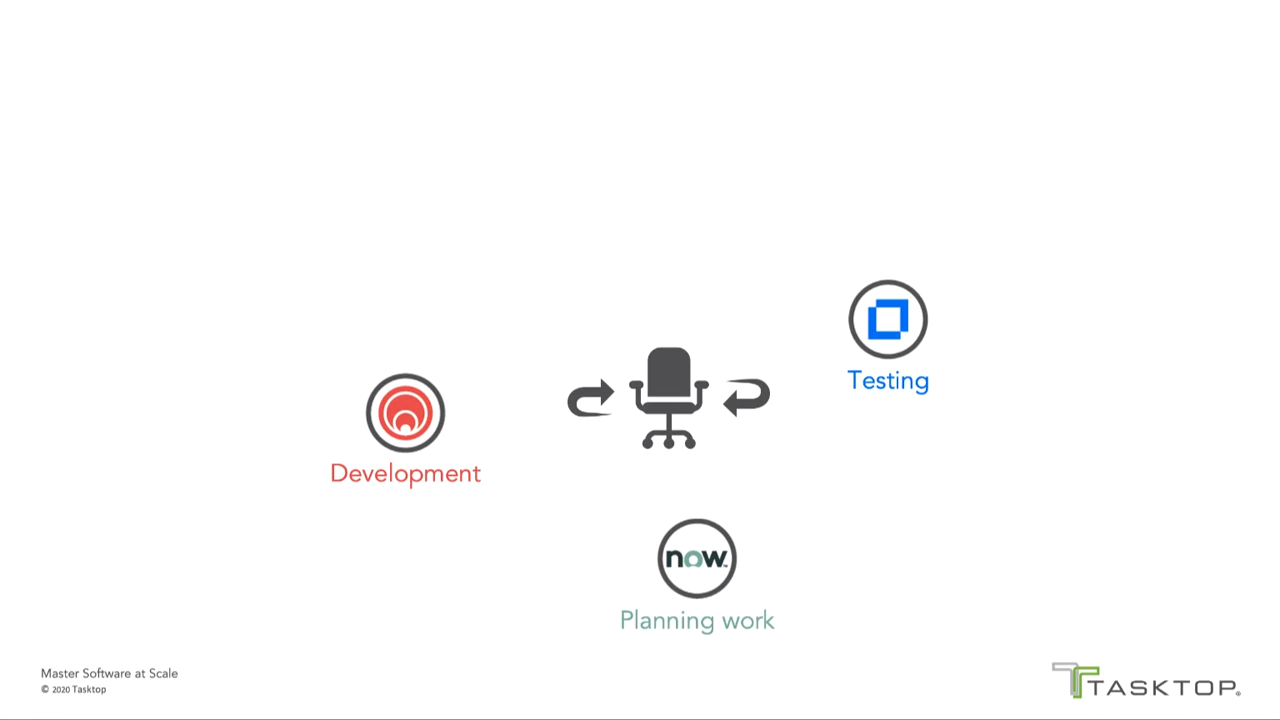 Testing
Development
now
Planning work
Master Software at Scale
© 2020 Tasktop
TASKTOP®